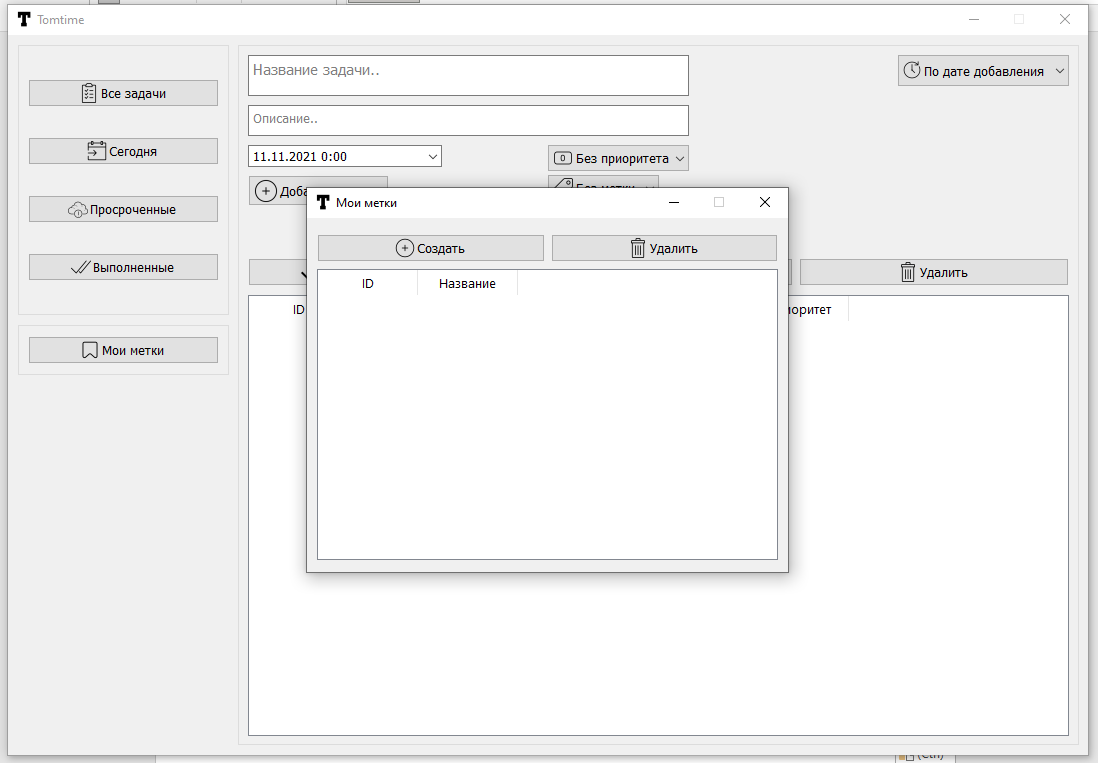 Tomtime
Все задачи
Сегодня
Просроченные
Выполненные
Мои метки
Название задачи..
По дате добавления
Описание..
11.11.2021 0:00
0
Без приоритета
Мои метки
Создать
Удалить
ID
Название
Удалить
ID